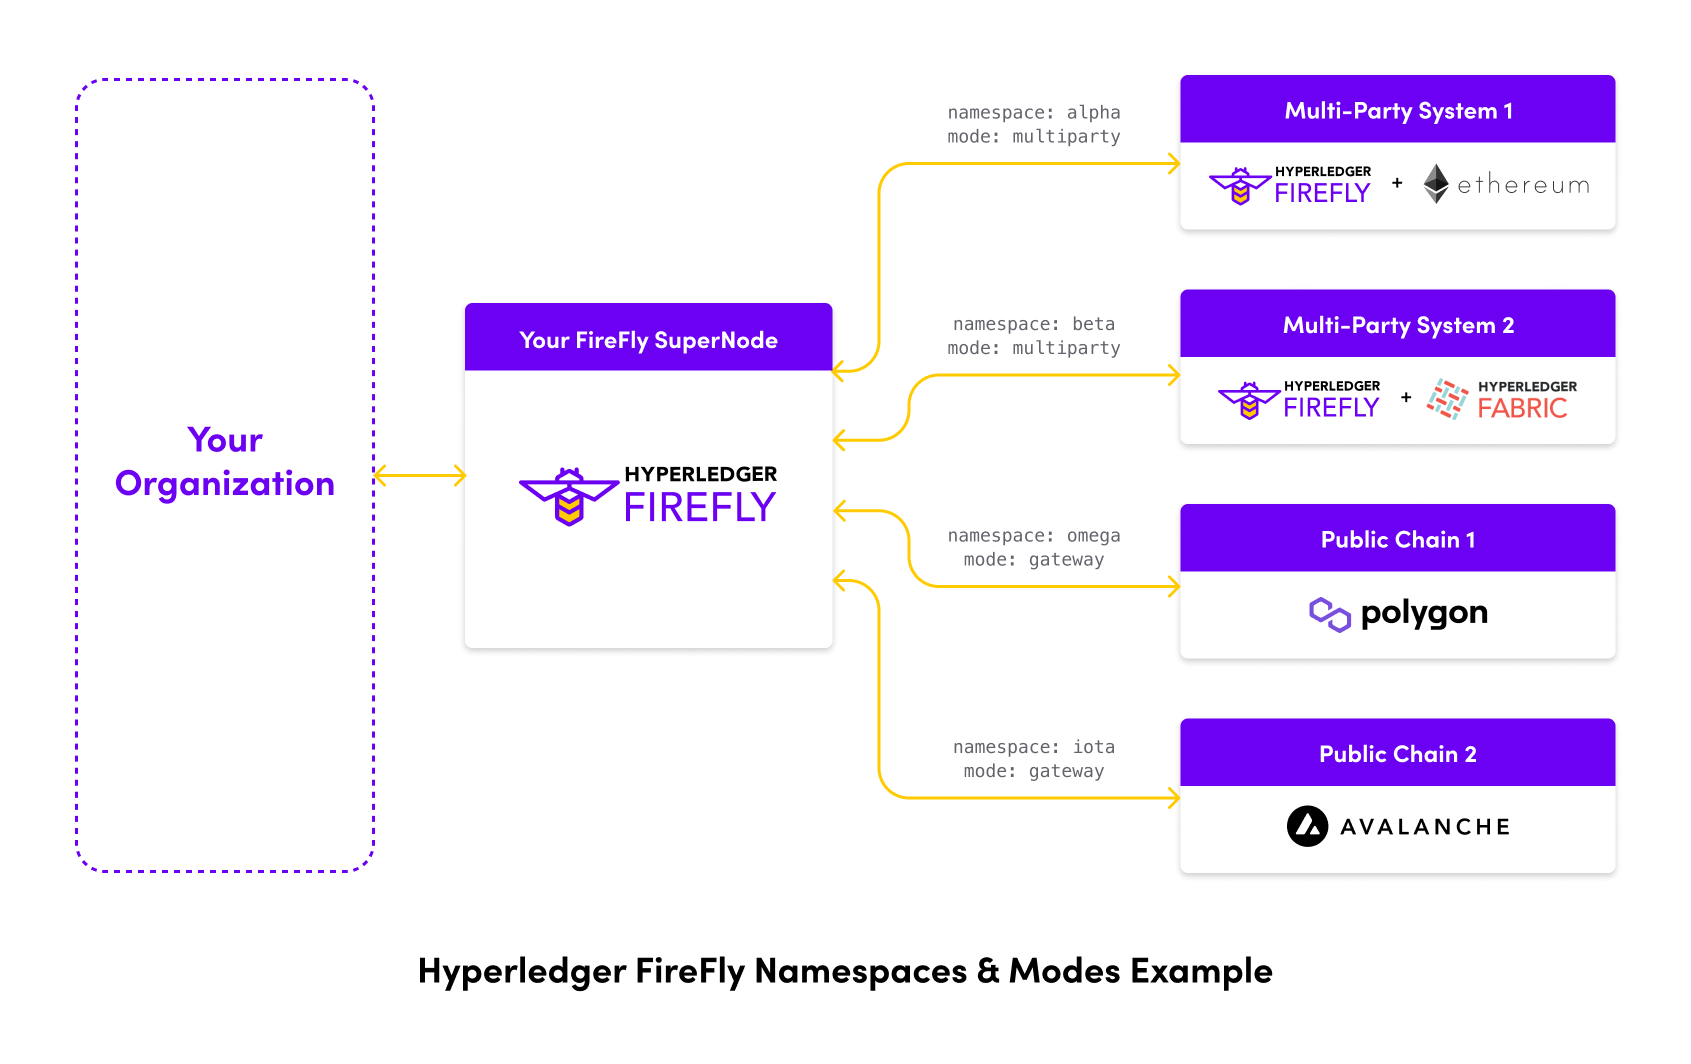 Your
Organization
Your FireFly SuperNode
HYPERLEDGER
FIREFLY
namespace: alpha
mode: multiparty
Multi-Party System 1
HYPERLEDGER
FIREFLY
+
ethereum
namespace: beta
mode: multiparty
Multi-Party System 2
HYPERLEDGER
FIREFLY
+
HYPERLEDGER
FABRIC
namespace: omega
mode: gateway
Public Chain 1
polygon
namespace: iota
mode: gateway
Public Chain 2
AVALANCHE
Hyperledger FireFly Namespaces & Modes Example